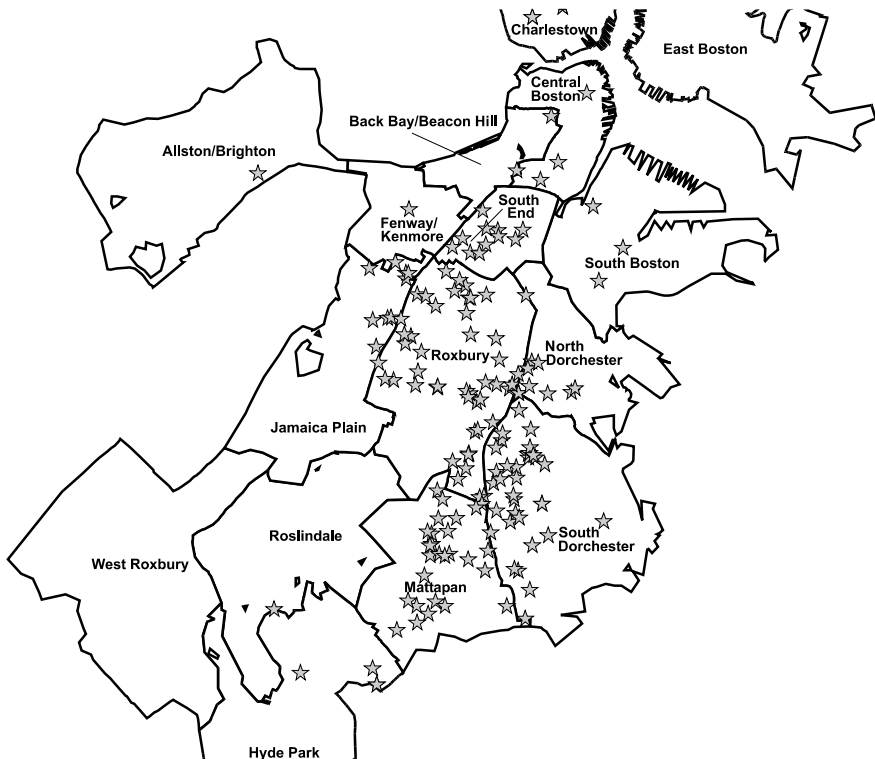 Charlestown
East Boston
Central
Boston
Back Bay/Beacon Hill
Allston/Brighton
South
End
Fenway/
Kenmore
South Boston
North
Dorchester
Roxbury
Jamaica Plain
Roslindale
South
Dorchester
West Roxbury
Mattapan
Hyde Park